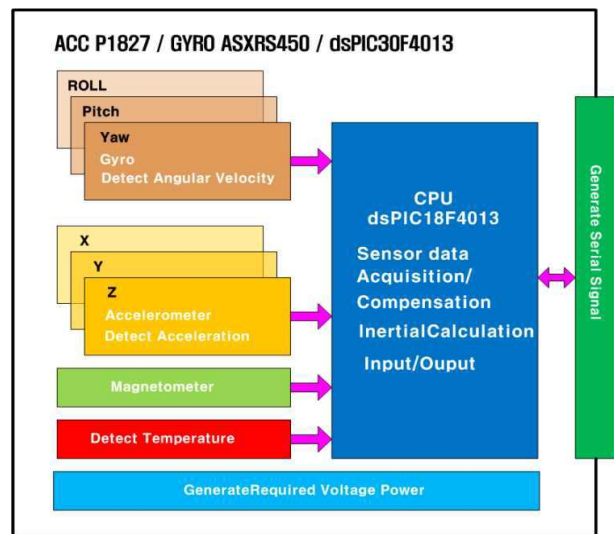 ACC P1827 / GYRO ASXRS450 / dsPIC30F4013
ROLL
Pitch
Yaw
Gyro
Detect Angular Velocity
X
Y
Z
Accelerometer
Detect Acceleration
Magnetometer
Detect Temperature
CPU
dsPIC18F4013
Sensor data
Acquisition/
Compensation
InertialCalculation
Input/Ouput
Generate Serial Signal
GenerateRequired Voltage Power